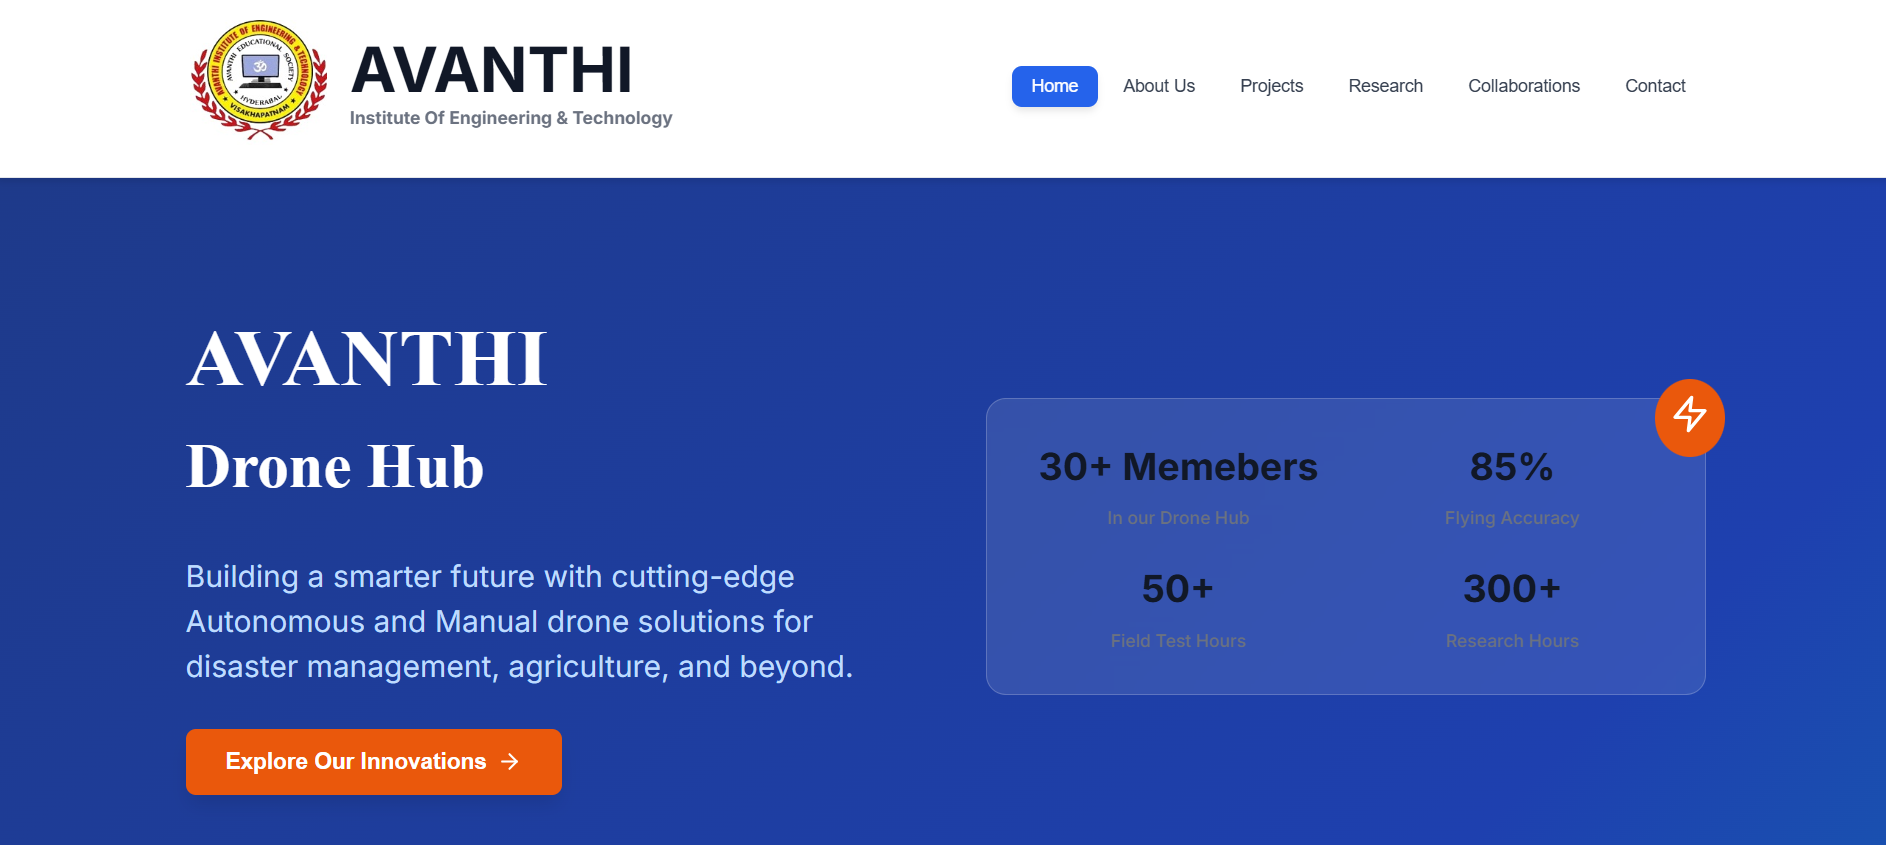 AVANTHI INSTITUTE OF ENGINEERING & TECHNOLOGY
AVANTHI EDUCATIONAL SOCIETY
ॐ
★ HYDERABAD ★
★ VISAKHAPATNAM ★
AVANTHI
Institute Of Engineering & Technology
Home
About Us
Projects
Research
Collaborations
Contact
AVANTHI
Drone Hub
Building a smarter future with cutting-edge
Autonomous and Manual drone solutions for
disaster management, agriculture, and beyond.
Explore Our Innovations →
30+ Memebers
In our Drone Hub
85%
Flying Accuracy
50+
Field Test Hours
300+
Research Hours